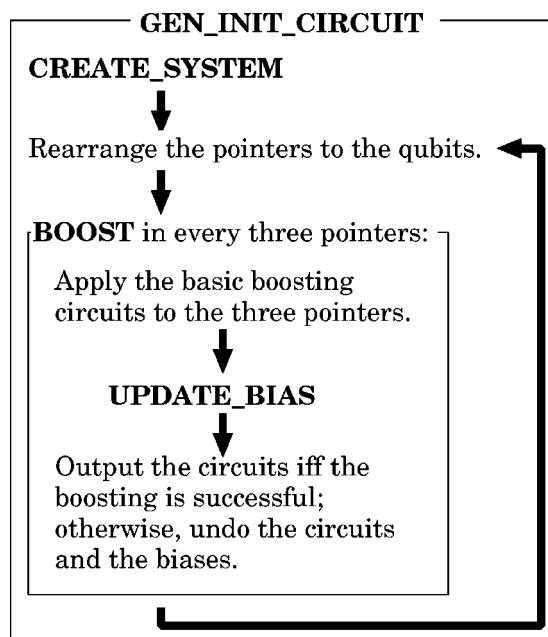 GEN_INIT_CIRCUIT
CREATE_SYSTEM
Rearrange the pointers to the qubits.
BOOST in every three pointers:
Apply the basic boosting
circuits to the three pointers.
UPDATE_BIAS
Output the circuits iff the
boosting is successful;
otherwise, undo the circuits
and the biases.